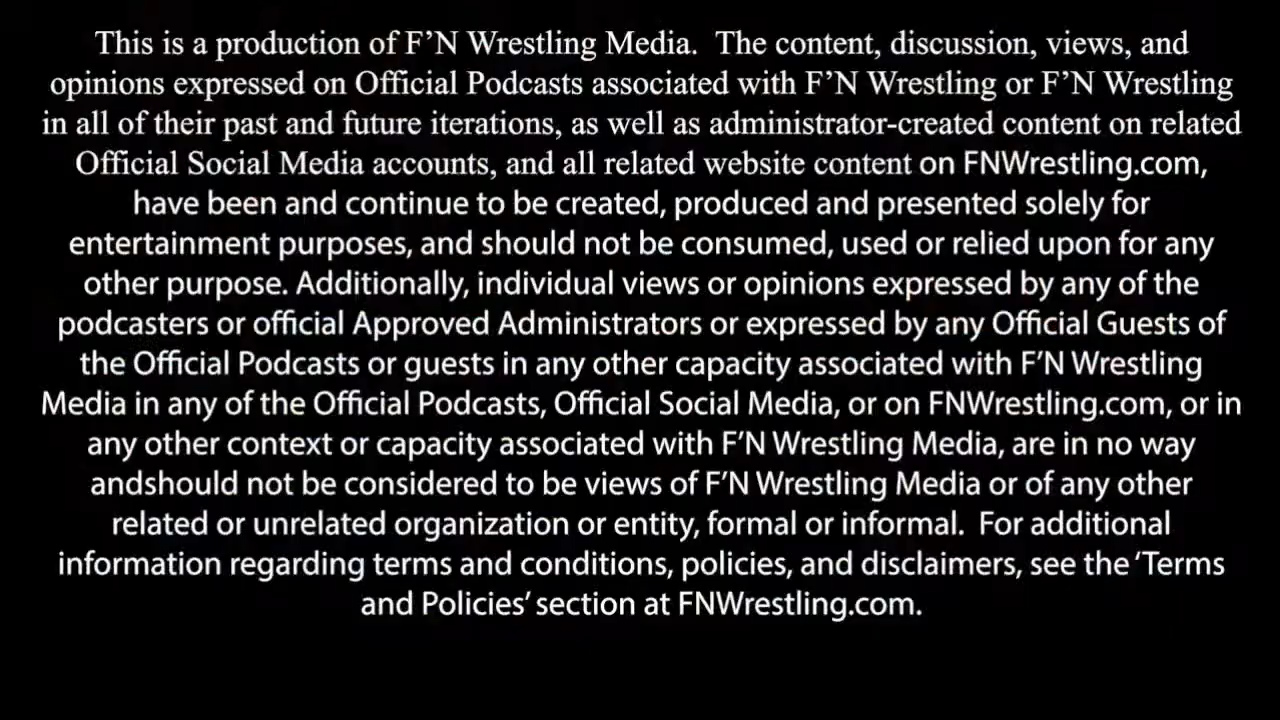 This is a production of F’N Wrestling Media.  The content, discussion, views, and
opinions expressed on Official Podcasts associated with F’N Wrestling or F’N Wrestling
in all of their past and future iterations, as well as administrator-created content on related
Official Social Media accounts, and all related website content on FNWrestling.com,
have been and continue to be created, produced and presented solely for
entertainment purposes, and should not be consumed, used or relied upon for any
other purpose. Additionally, individual views or opinions expressed by any of the
podcasters or official Approved Administrators or expressed by any Official Guests of
the Official Podcasts or guests in any other capacity associated with F’N Wrestling
Media in any of the Official Podcasts, Official Social Media, or on FNWrestling.com, or in
any other context or capacity associated with F’N Wrestling Media, are in no way
andshould not be considered to be views of F’N Wrestling Media or of any other
related or unrelated organization or entity, formal or informal.  For additional
information regarding terms and conditions, policies, and disclaimers, see the ‘Terms
and Policies’ section at FNWrestling.com.